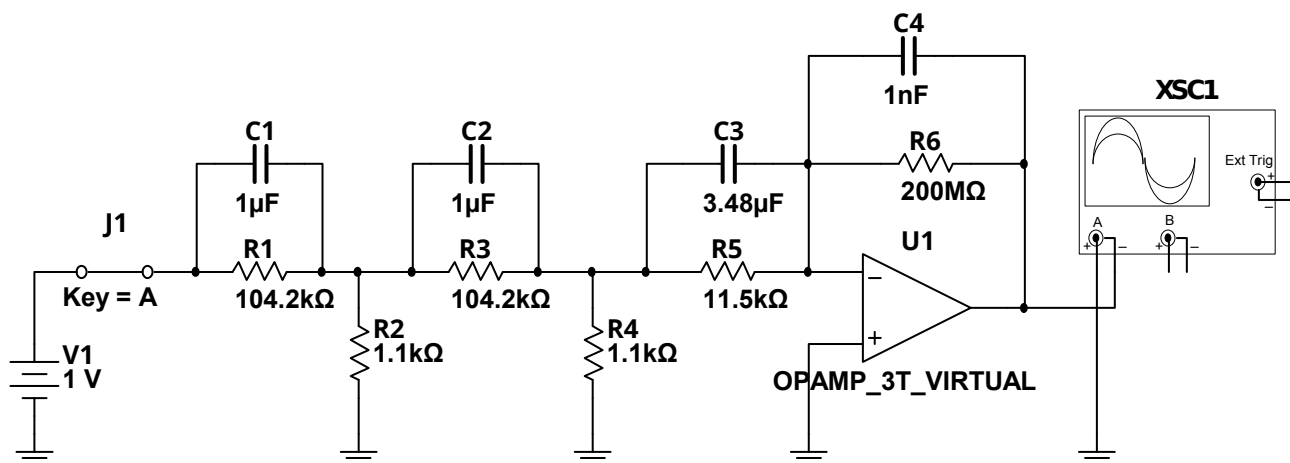 C4
1nF
XSC1
C1
1µF
C2
1µF
C3
3.48µF
R6
200MΩ
Ext Trig
+
−
A
B
+
−
+
−
J1
Key = A
R1
104.2kΩ
R3
104.2kΩ
R5
11.5kΩ
U1
−
+
OPAMP_3T_VIRTUAL
R2
1.1kΩ
R4
1.1kΩ
V1
1 V